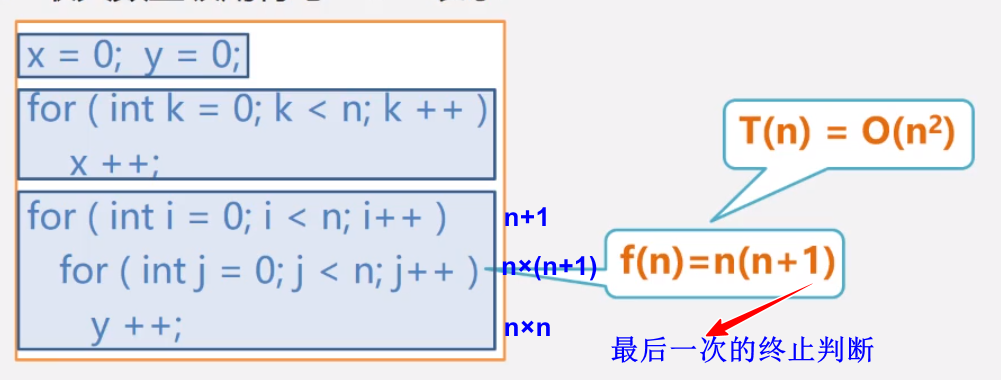 x = 0; y = 0;
for ( int k = 0; k < n; k ++ )
x ++;
for ( int i = 0; i < n; i++ ) n+1
for ( int j = 0; j < n; j++ ) n×(n+1)
y ++; n×n
T(n) = O(n²)
f(n)=n(n+1)
最后一次的终止判断